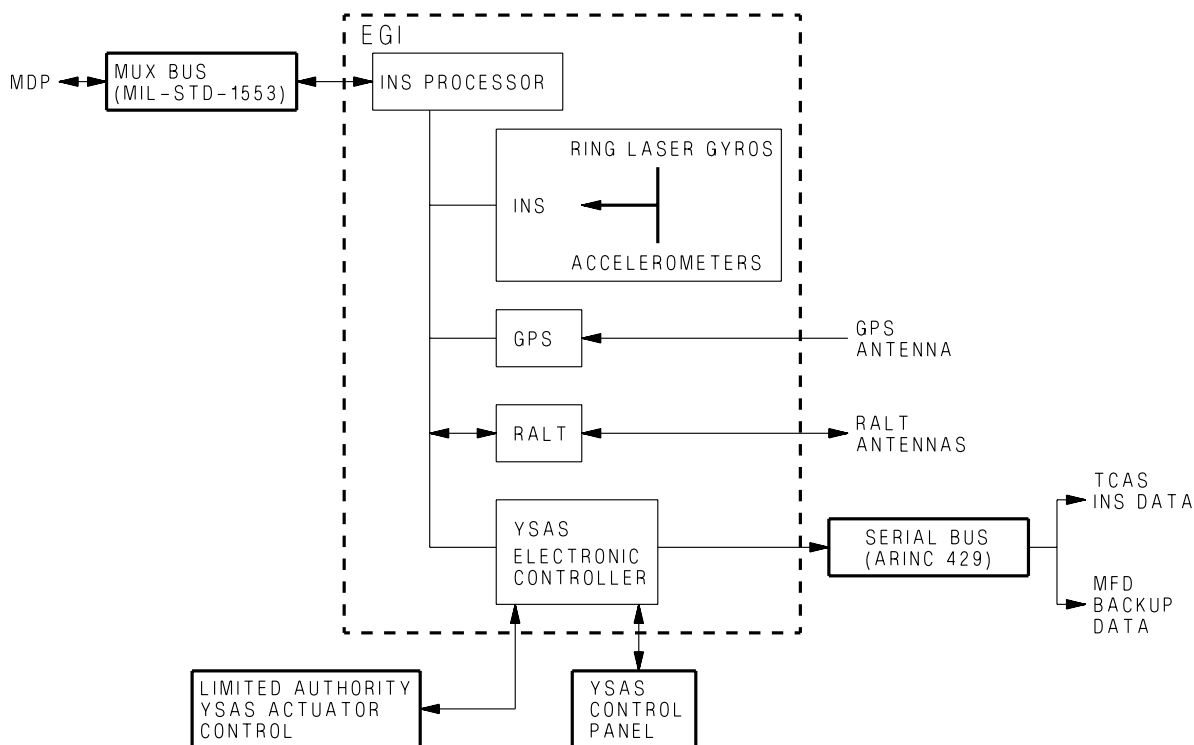 EGI
MDP
MUX BUS
(MIL-STD-1553)
INS PROCESSOR
RING LASER GYROS
INS
ACCELEROMETERS
GPS
GPS
ANTENNA
RALT
RALT
ANTENNAS
YSAS
ELECTRONIC
CONTROLLER
SERIAL BUS
(ARINC 429)
TCAS
INS DATA
MFD
BACKUP
DATA
LIMITED AUTHORITY
YSAS ACTUATOR
CONTROL
YSAS
CONTROL
PANEL